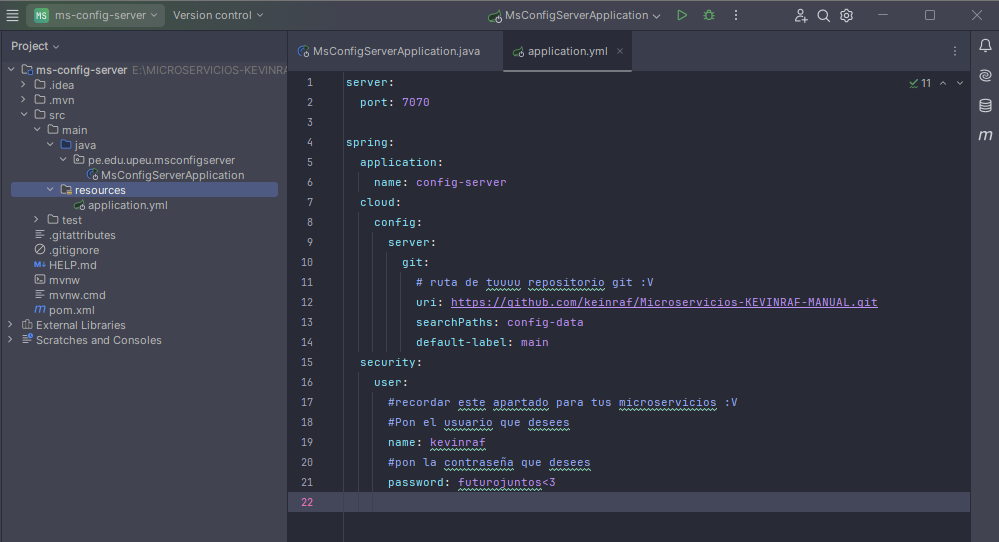 MS ms-config-server Version control MsConfigServerApplication
Project MsConfigServerApplication.java application.yml
ms-config-server E:\MICROSERVICIOS-KEVINRA
.idea
.mvn
src
main
java
pe.edu.upeu.msconfigserver
MsConfigServerApplication
resources
application.yml
test
.gitattributes
.gitignore
M↓ HELP.md
mvnw
mvnw.cmd
m pom.xml
External Libraries
Scratches and Consoles
11
1 server:
2 port: 7070
3
4 spring:
5 application:
6 name: config-server
7 cloud:
8 config:
9 server:
10 git:
11 # ruta de tuuuu repositorio git :V
12 uri: https://github.com/keinraf/Microservicios-KEVINRAF-MANUAL.git
13 searchPaths: config-data
14 default-label: main
15 security:
16 user:
17 #recordar este apartado para tus microservicios :V
18 #Pon el usuario que desees
19 name: kevinraf
20 #pon la contraseña que desees
21 password: futurojuntos<3
22
m